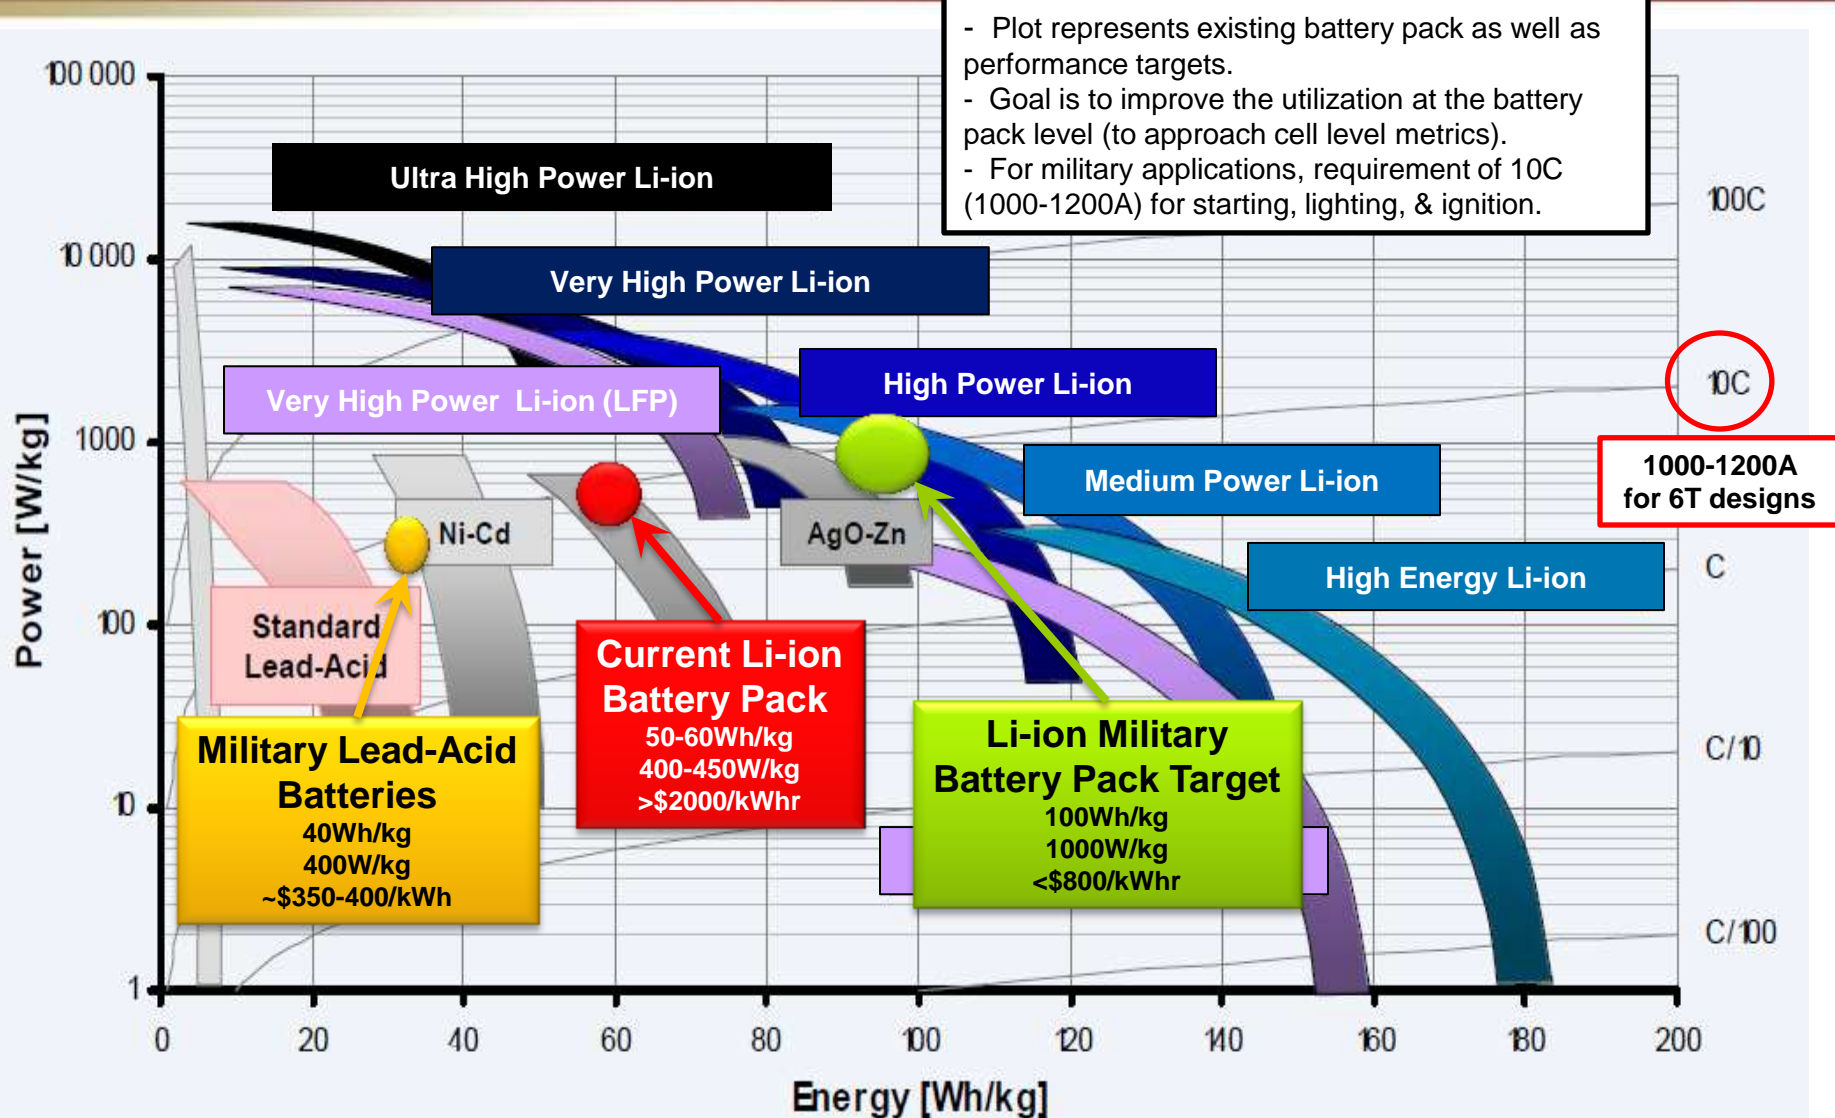 - Plot represents existing battery pack as well as
performance targets.
- Goal is to improve the utilization at the battery
pack level (to approach cell level metrics).
- For military applications, requirement of 10C
(1000-1200A) for starting, lighting, & ignition.
100 000
10 000
1000
100
10
1
Power [W/kg]
Ultra High Power Li-ion
Very High Power Li-ion
High Power Li-ion
Very High Power Li-ion (LFP)
Medium Power Li-ion
High Energy Li-ion
Ni-Cd
AgO-Zn
Standard
Lead-Acid
100C
10C
1000-1200A
for 6T designs
C
C/10
C/100
Military Lead-Acid
Batteries
40Wh/kg
400W/kg
~$350-400/kWh
Current Li-ion
Battery Pack
50-60Wh/kg
400-450W/kg
>$2000/kWhr
Li-ion Military
Battery Pack Target
100Wh/kg
1000W/kg
<$800/kWhr
0 20 40 60 80 100 120 140 160 180 200
Energy [Wh/kg]